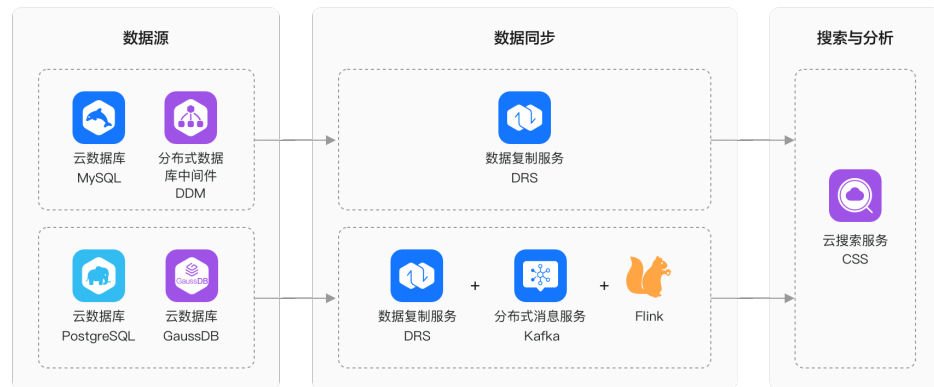 数据源
数据同步
搜索与分析
云数据库
MySQL
分布式数据
库中间件
DDM
数据复制服务
DRS
云搜索服务
CSS
GaussDB
云数据库
PostgreSQL
云数据库
GaussDB
数据复制服务
DRS
+
分布式消息服务
Kafka
+
Flink